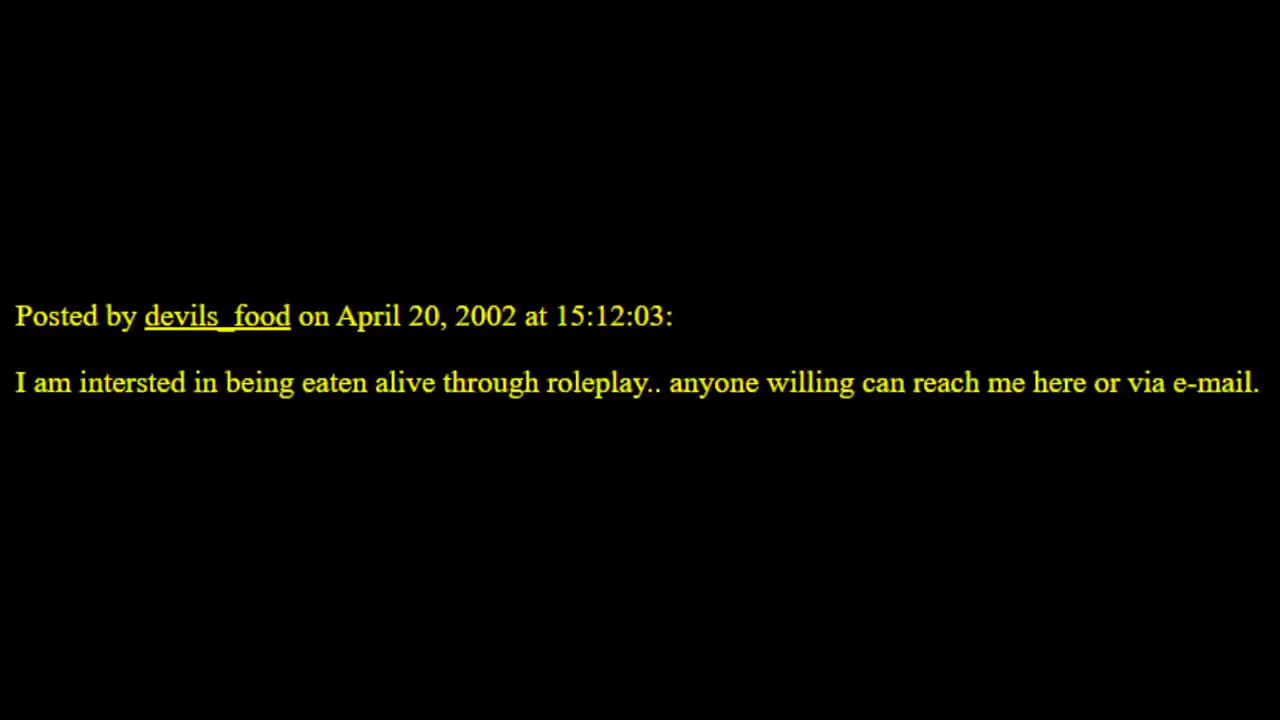 Posted by devils_food on April 20, 2002 at 15:12:03:
I am intersted in being eaten alive through roleplay.. anyone willing can reach me here or via e-mail.